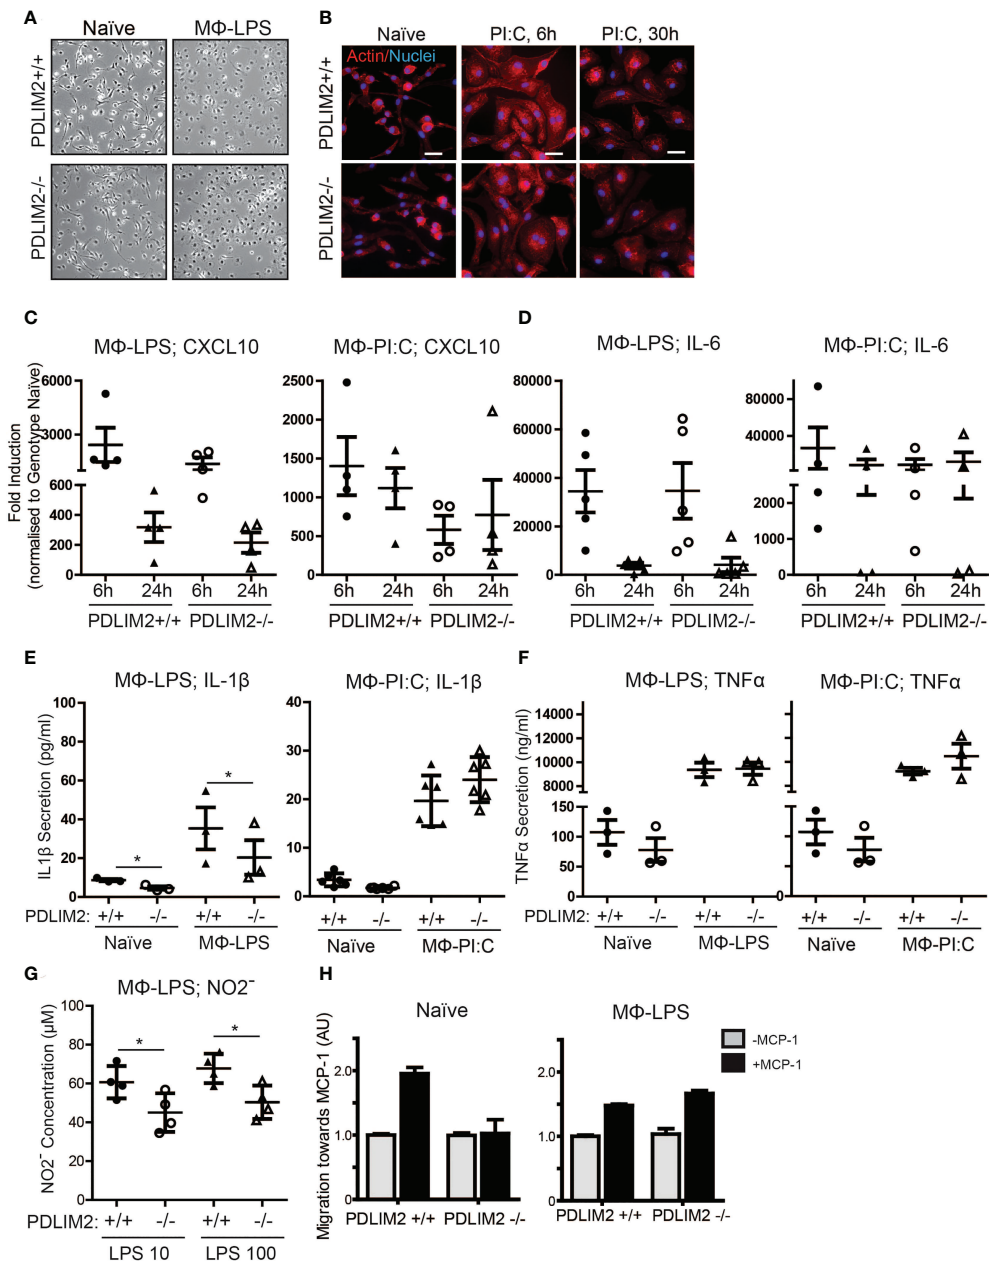 A
Naïve
MΦ-LPS
PDLIM2+/+
PDLIM2-/-
B
Naïve
PI:C, 6h
PI:C, 30h
Actin/Nuclei
PDLIM2+/+
PDLIM2-/-
C
MΦ-LPS; CXCL10
MΦ-PI:C; CXCL10
Fold Induction
(normalised to Genotype Naïve)
6000
3000
600
400
200
0
6h 24h 6h 24h
PDLIM2+/+ PDLIM2-/-
2500
2000
1500
1000
500
0
6h 24h 6h 24h
PDLIM2+/+ PDLIM2-/-
D
MΦ-LPS; IL-6
MΦ-PI:C; IL-6
80000
60000
40000
20000
0
6h 24h 6h 24h
PDLIM2+/+ PDLIM2-/-
80000
40000
2000
1000
0
6h 24h 6h 24h
PDLIM2+/+ PDLIM2-/-
E
MΦ-LPS; IL-1β
MΦ-PI:C; IL-1β
IL1β Secretion (pg/ml)
100
80
60
40
20
0
*
*
PDLIM2: +/+ -/- +/+ -/-
Naïve MΦ-LPS
40
30
20
10
0
+/+ -/- +/+ -/-
Naïve MΦ-PI:C
F
MΦ-LPS; TNFα
MΦ-PI:C; TNFα
TNFα Secretion (ng/ml)
14000
12000
10000
8000
150
100
50
0
PDLIM2: +/+ -/- +/+ -/-
Naïve MΦ-LPS
0
+/+ -/- +/+ -/-
Naïve MΦ-PI:C
G
MΦ-LPS; NO2⁻
NO2⁻ Concentration (µM)
100
80
60
40
20
0
*
*
PDLIM2: +/+ -/- +/+ -/-
LPS 10 LPS 100
H
Naïve
MΦ-LPS
Migration towards MCP-1 (AU)
2.0
1.0
0
PDLIM2 +/+ PDLIM2 -/-
2.0
1.0
0
PDLIM2 +/+ PDLIM2 -/-
-MCP-1
+MCP-1